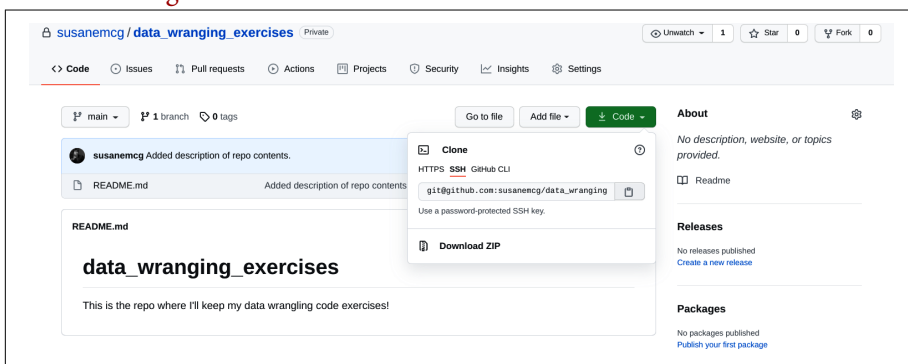 susanemcg / data_wranging_exercises Private
Unwatch 1 Star 0 Fork 0
Code Issues Pull requests Actions Projects Security Insights Settings
main 1 branch 0 tags
Go to file Add file Code
susanemcg Added description of repo contents.
README.md Added description of repo contents
Clone
HTTPS SSH GitHub CLI
git@github.com:susanemcg/data_wranging
Use a password-protected SSH key.
Download ZIP
README.md
data_wranging_exercises
This is the repo where I'll keep my data wrangling code exercises!
About
No description, website, or topics
provided.
Readme
Releases
No releases published
Create a new release
Packages
No packages published
Publish your first package